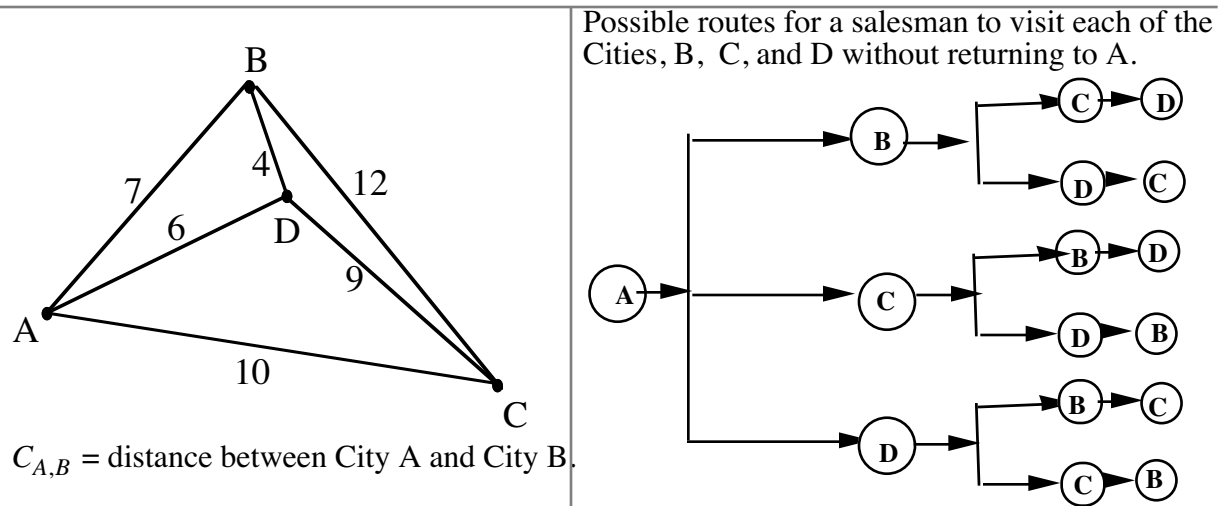 B
4
12
7
6
D
9
A
10
C
C_{A,B} = distance between City A and City B.
Possible routes for a salesman to visit each of the
Cities, B, C, and D without returning to A.
C D
B
D C
B D
A C
D B
B C
D
C B